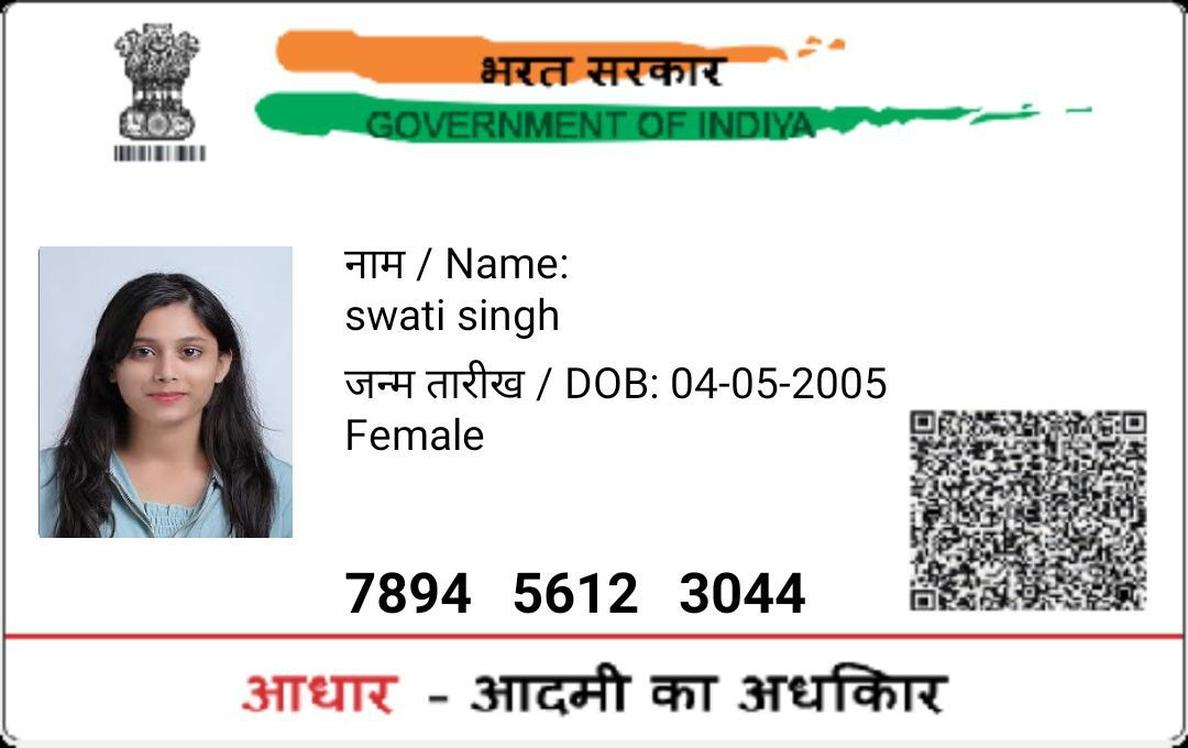 भरत सरकार
GOVERNMENT OF INDIYA
नाम / Name:
swati singh
जन्म तारीख / DOB: 04-05-2005
Female
7894 5612 3044
आधार - आदमी का अधकिार